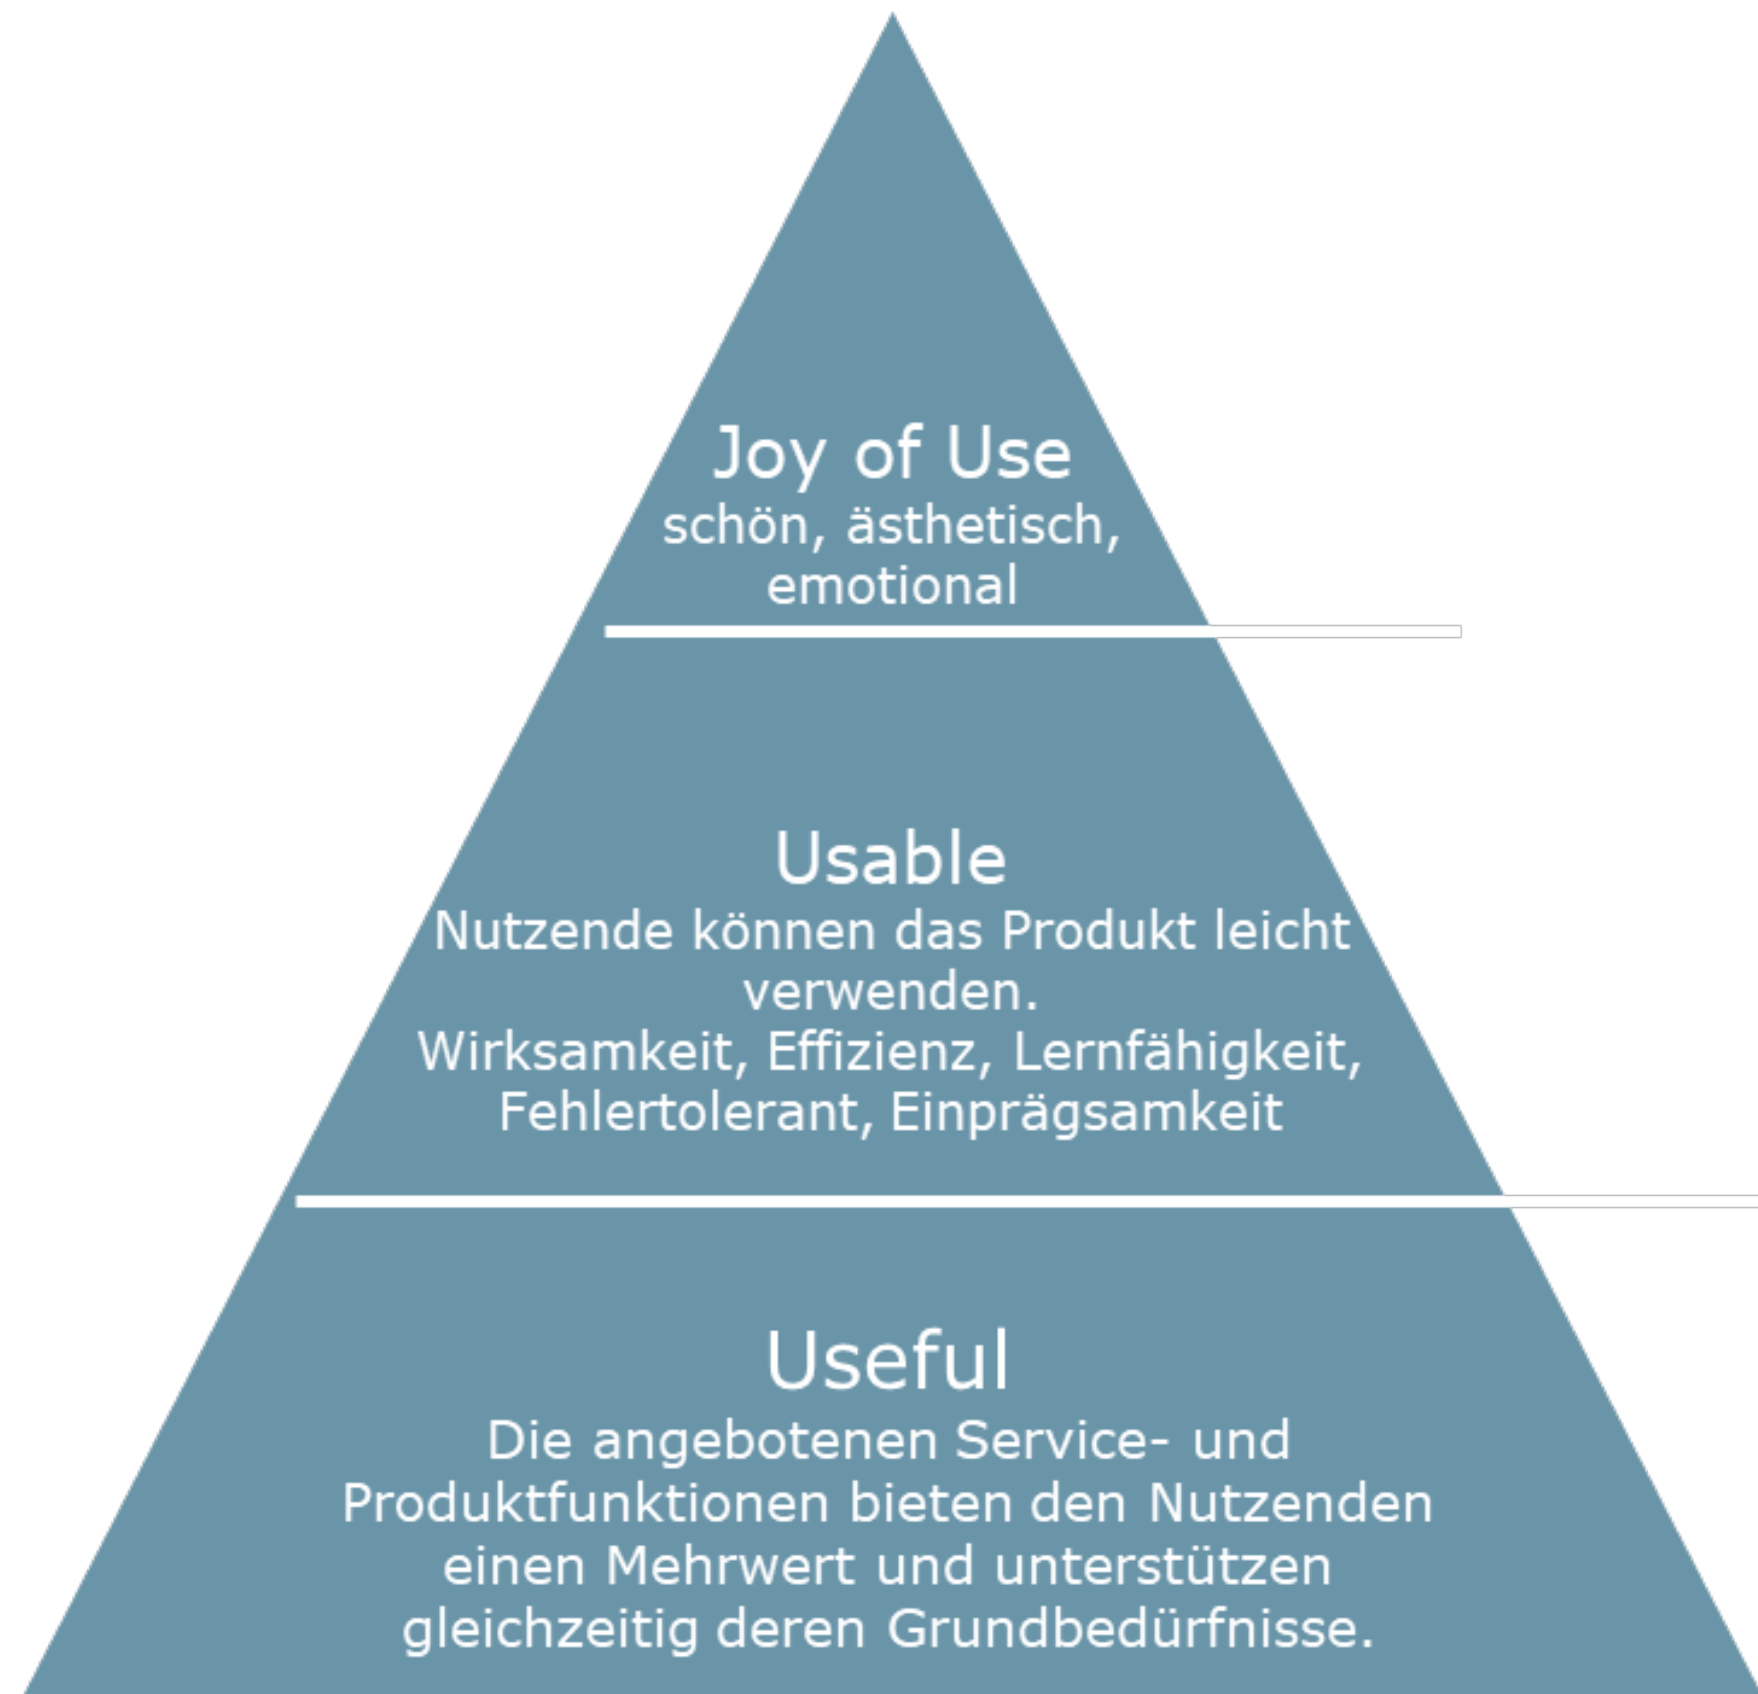 Joy of Use
schön, ästhetisch,
emotional
Usable
Nutzende können das Produkt leicht
verwenden.
Wirksamkeit, Effizienz, Lernfähigkeit,
Fehlertolerant, Einprägsamkeit
Useful
Die angebotenen Service- und
Produktfunktionen bieten den Nutzenden
einen Mehrwert und unterstützen
gleichzeitig deren Grundbedürfnisse.